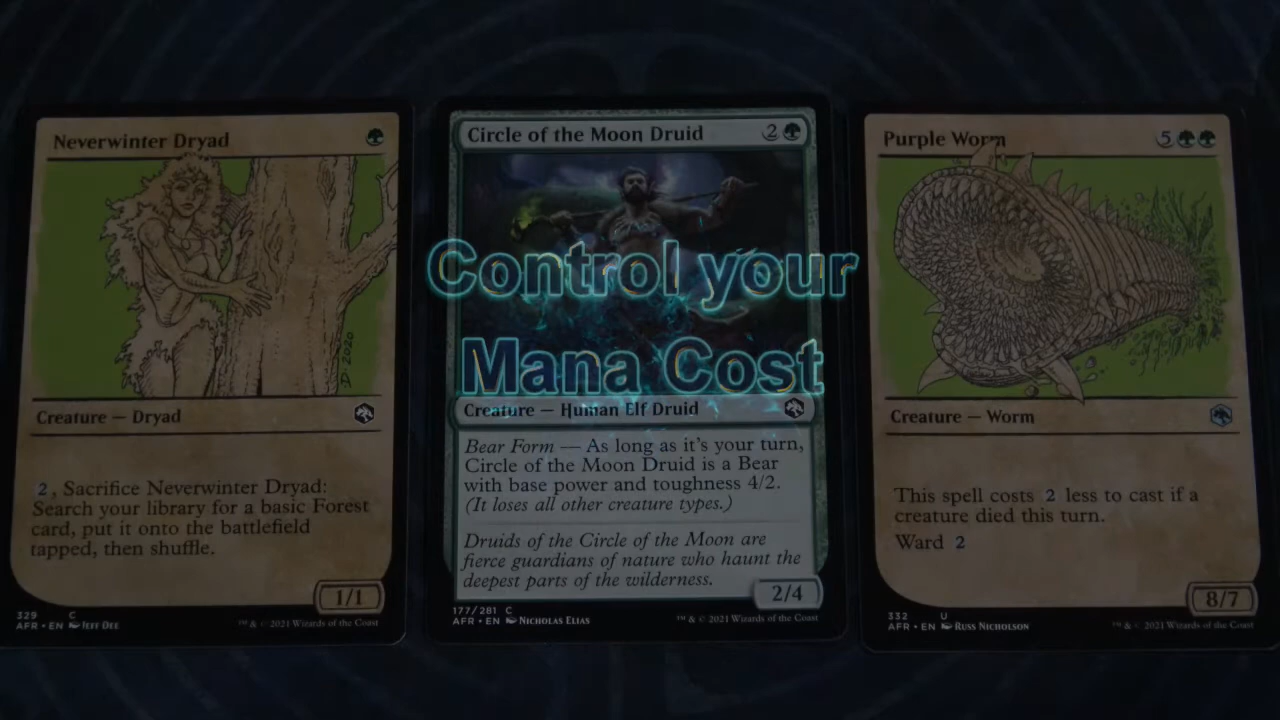 Neverwinter Dryad
Creature — Dryad
2, Sacrifice Neverwinter Dryad:
Search your library for a basic Forest
card, put it onto the battlefield
tapped, then shuffle.
1/1
329 C
AFR • EN Jeff Dee
™ & © 2021 Wizards of the Coast
D 2020
Circle of the Moon Druid 2
Control your
Mana Cost
Creature — Human Elf Druid
Bear Form — As long as it's your turn,
Circle of the Moon Druid is a Bear
with base power and toughness 4/2.
(It loses all other creature types.)
Druids of the Circle of the Moon are
fierce guardians of nature who haunt the
deepest parts of the wilderness.
2/4
177/281 C
AFR • EN Nicholas Elias
™ & © 2021 Wizards of the Coast
Purple Worm 5
Creature — Worm
This spell costs 2 less to cast if a
creature died this turn.
Ward 2
8/7
332 U
AFR • EN Russ Nicholson
™ & © 2021 Wizards of the Coast